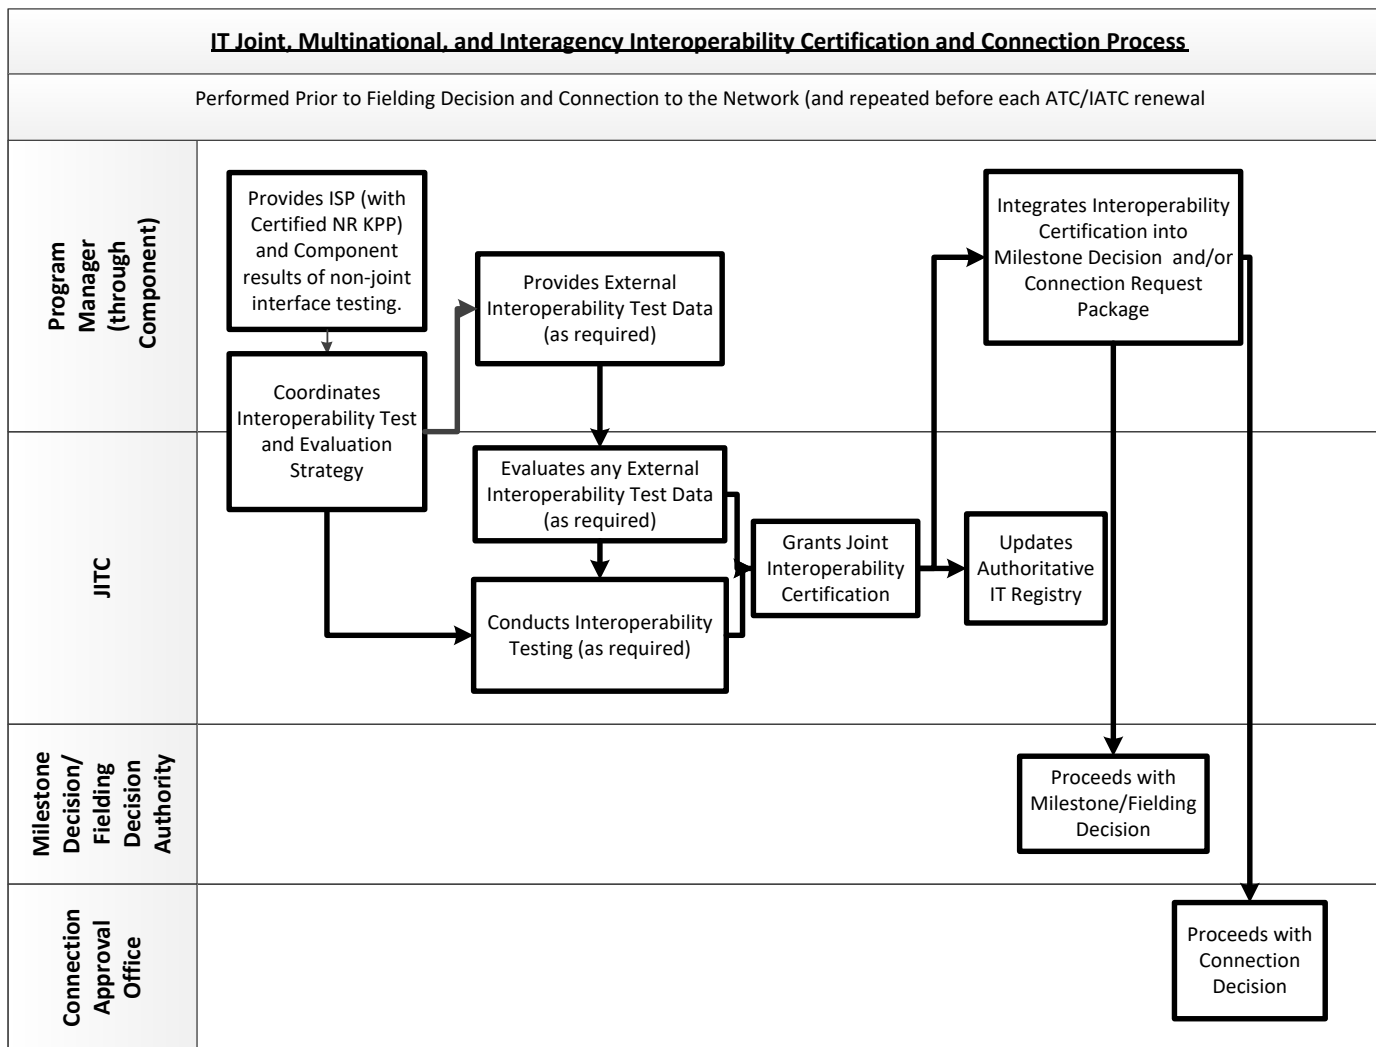 IT Joint, Multinational, and Interagency Interoperability Certification and Connection Process
Performed Prior to Fielding Decision and Connection to the Network (and repeated before each ATC/IATC renewal
Program
Manager
(through
Component)
Provides ISP (with
Certified NR KPP)
and Component
results of non-joint
interface testing.
Coordinates
Interoperability Test
and Evaluation
Strategy
Provides External
Interoperability Test Data
(as required)
Integrates Interoperability
Certification into
Milestone Decision and/or
Connection Request
Package
JITC
Evaluates any External
Interoperability Test Data
(as required)
Conducts Interoperability
Testing (as required)
Grants Joint
Interoperability
Certification
Updates
Authoritative
IT Registry
Milestone
Decision/
Fielding
Decision
Authority
Proceeds with
Milestone/Fielding
Decision
Connection
Approval
Office
Proceeds with
Connection
Decision